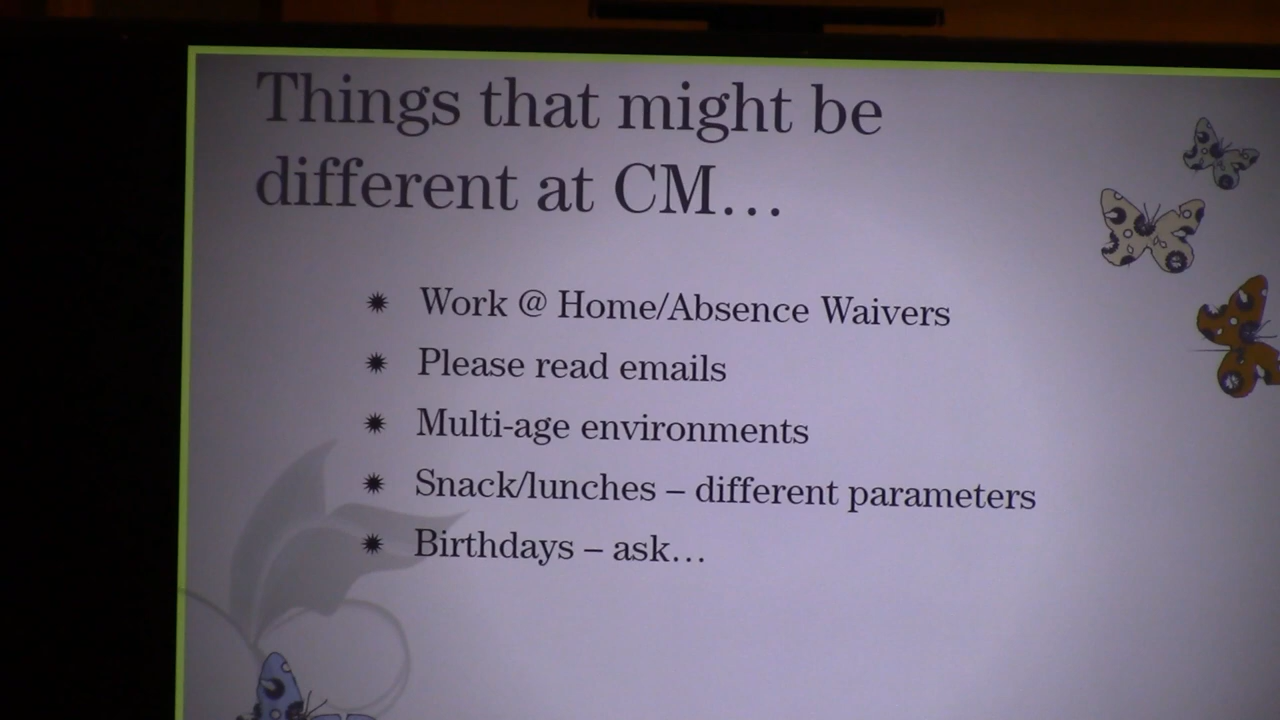 Things that might be
different at CM...
Work @ Home/Absence Waivers
Please read emails
Multi-age environments
Snack/lunches – different parameters
Birthdays – ask...